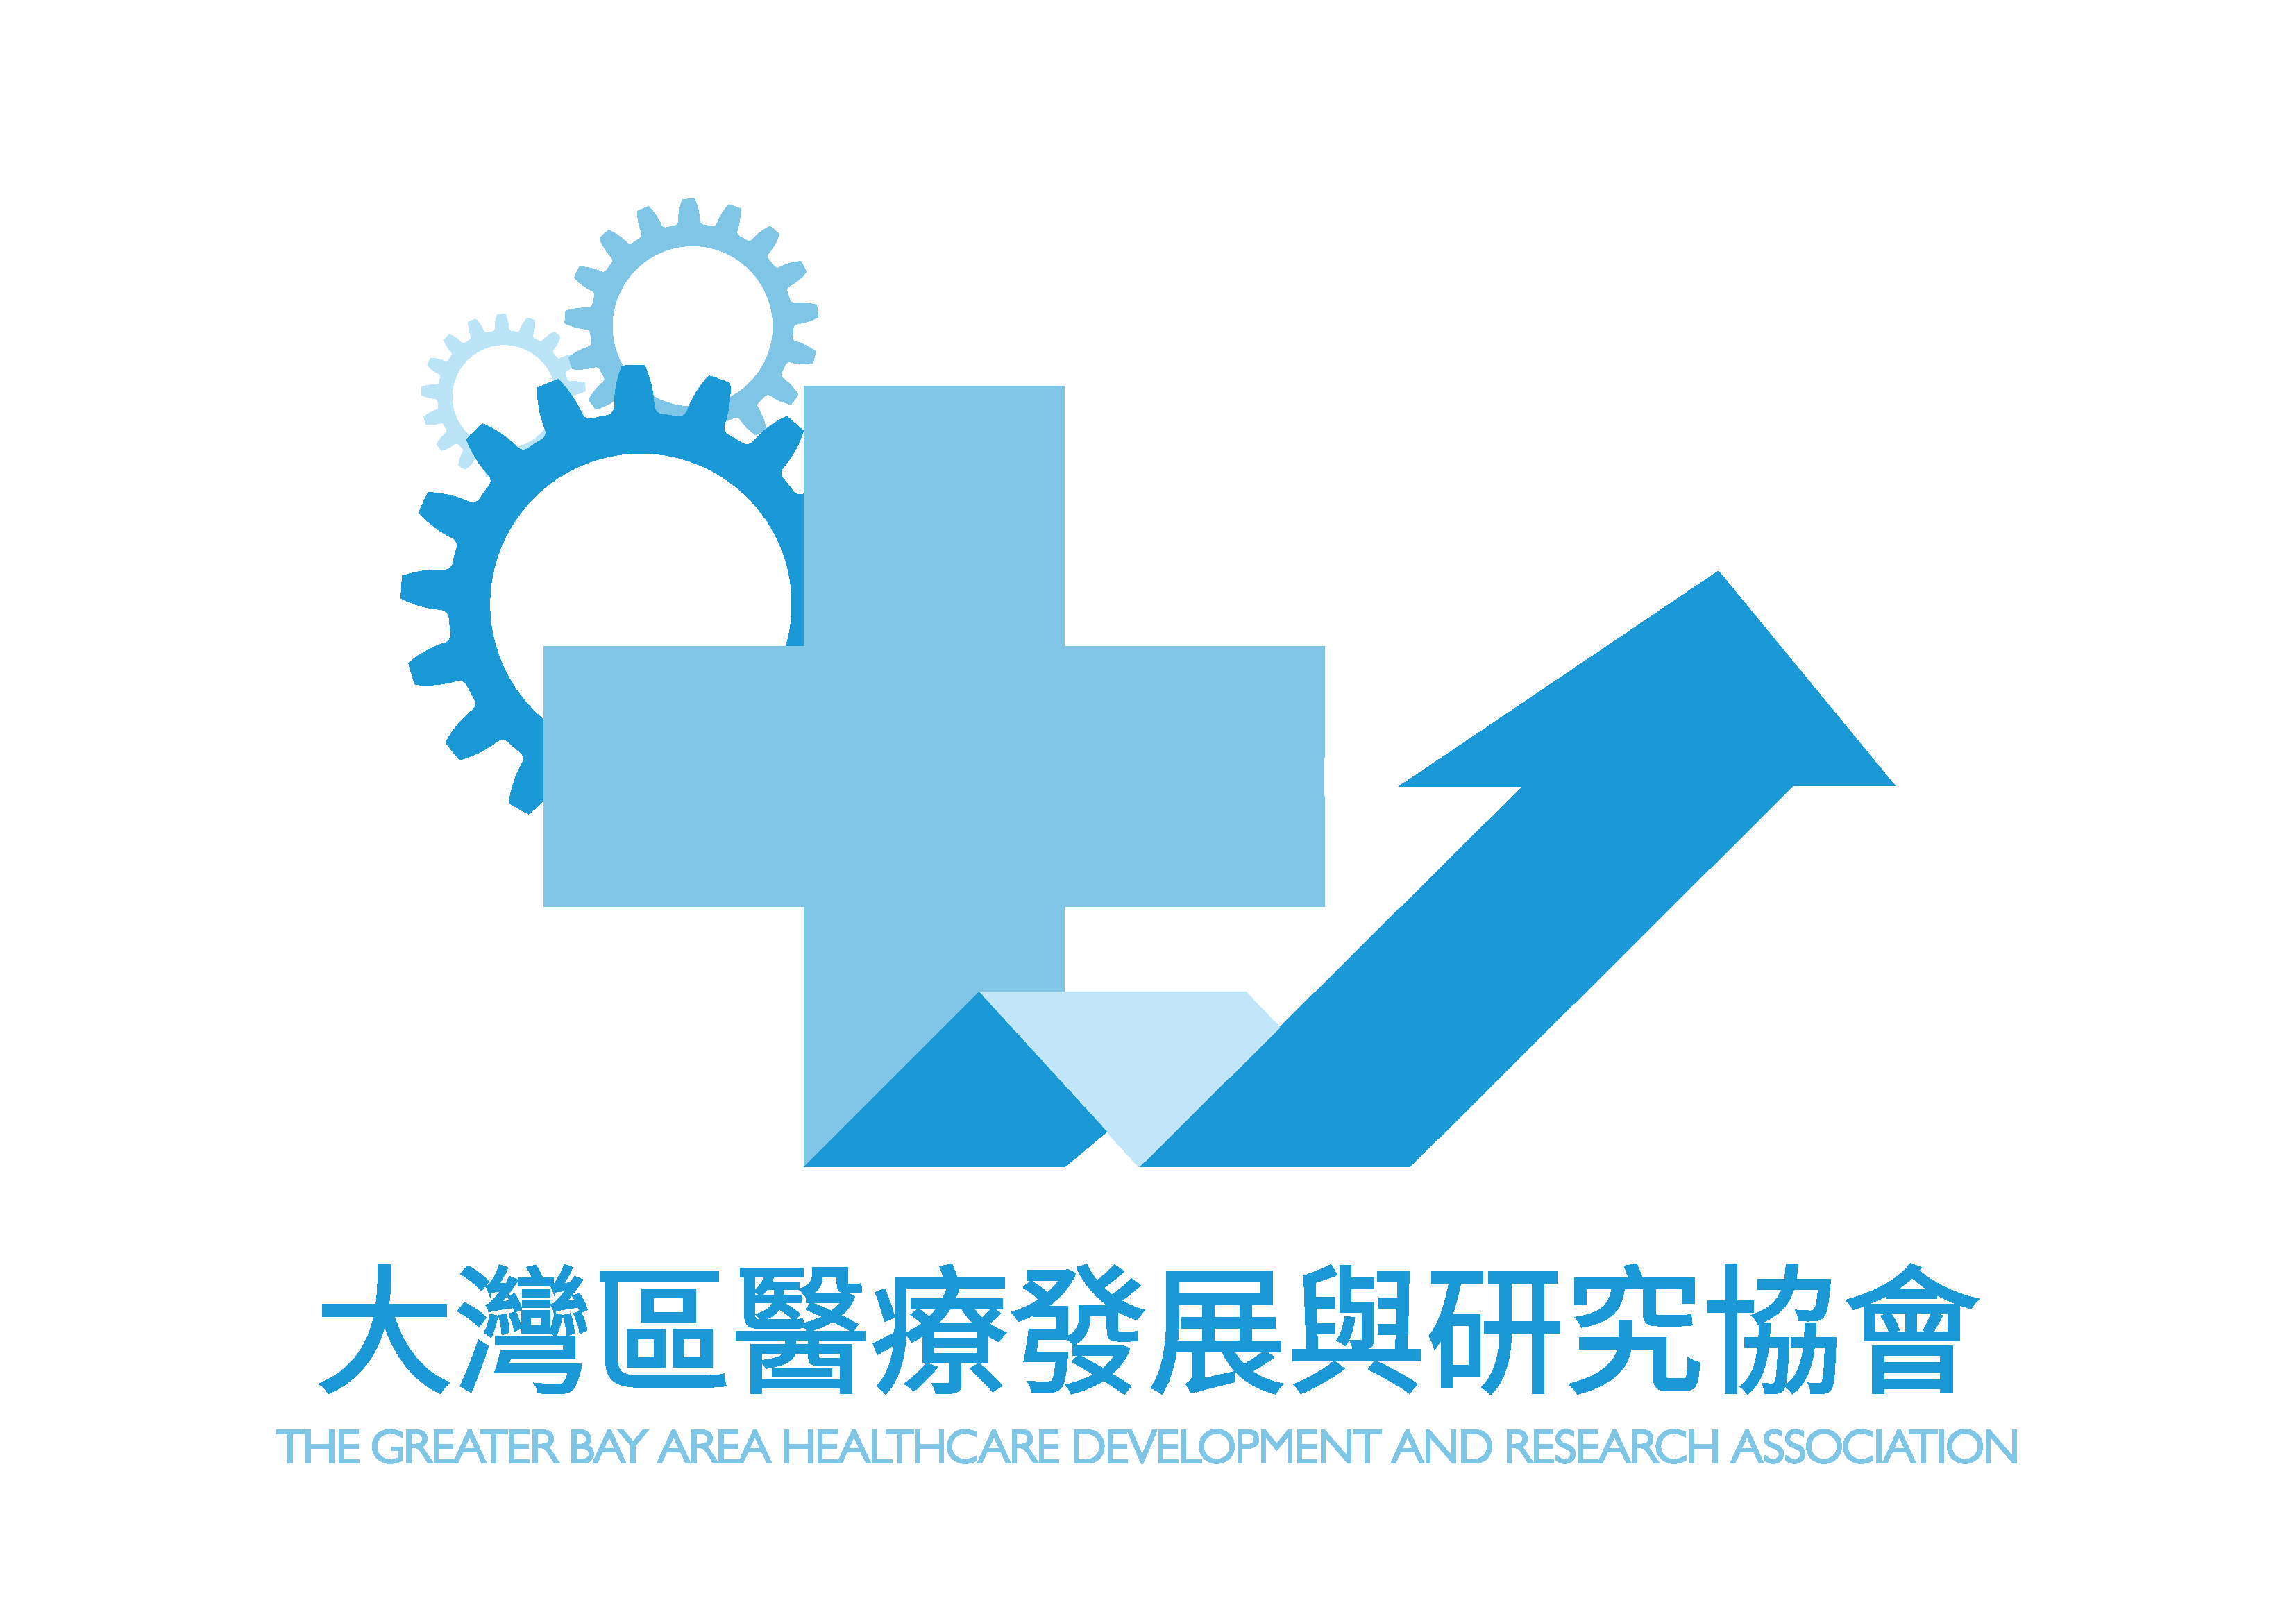 大灣區醫療發展與研究協會
THE GREATER BAY AREA HEALTHCARE DEVELOPMENT AND RESEARCH ASSOCIATION